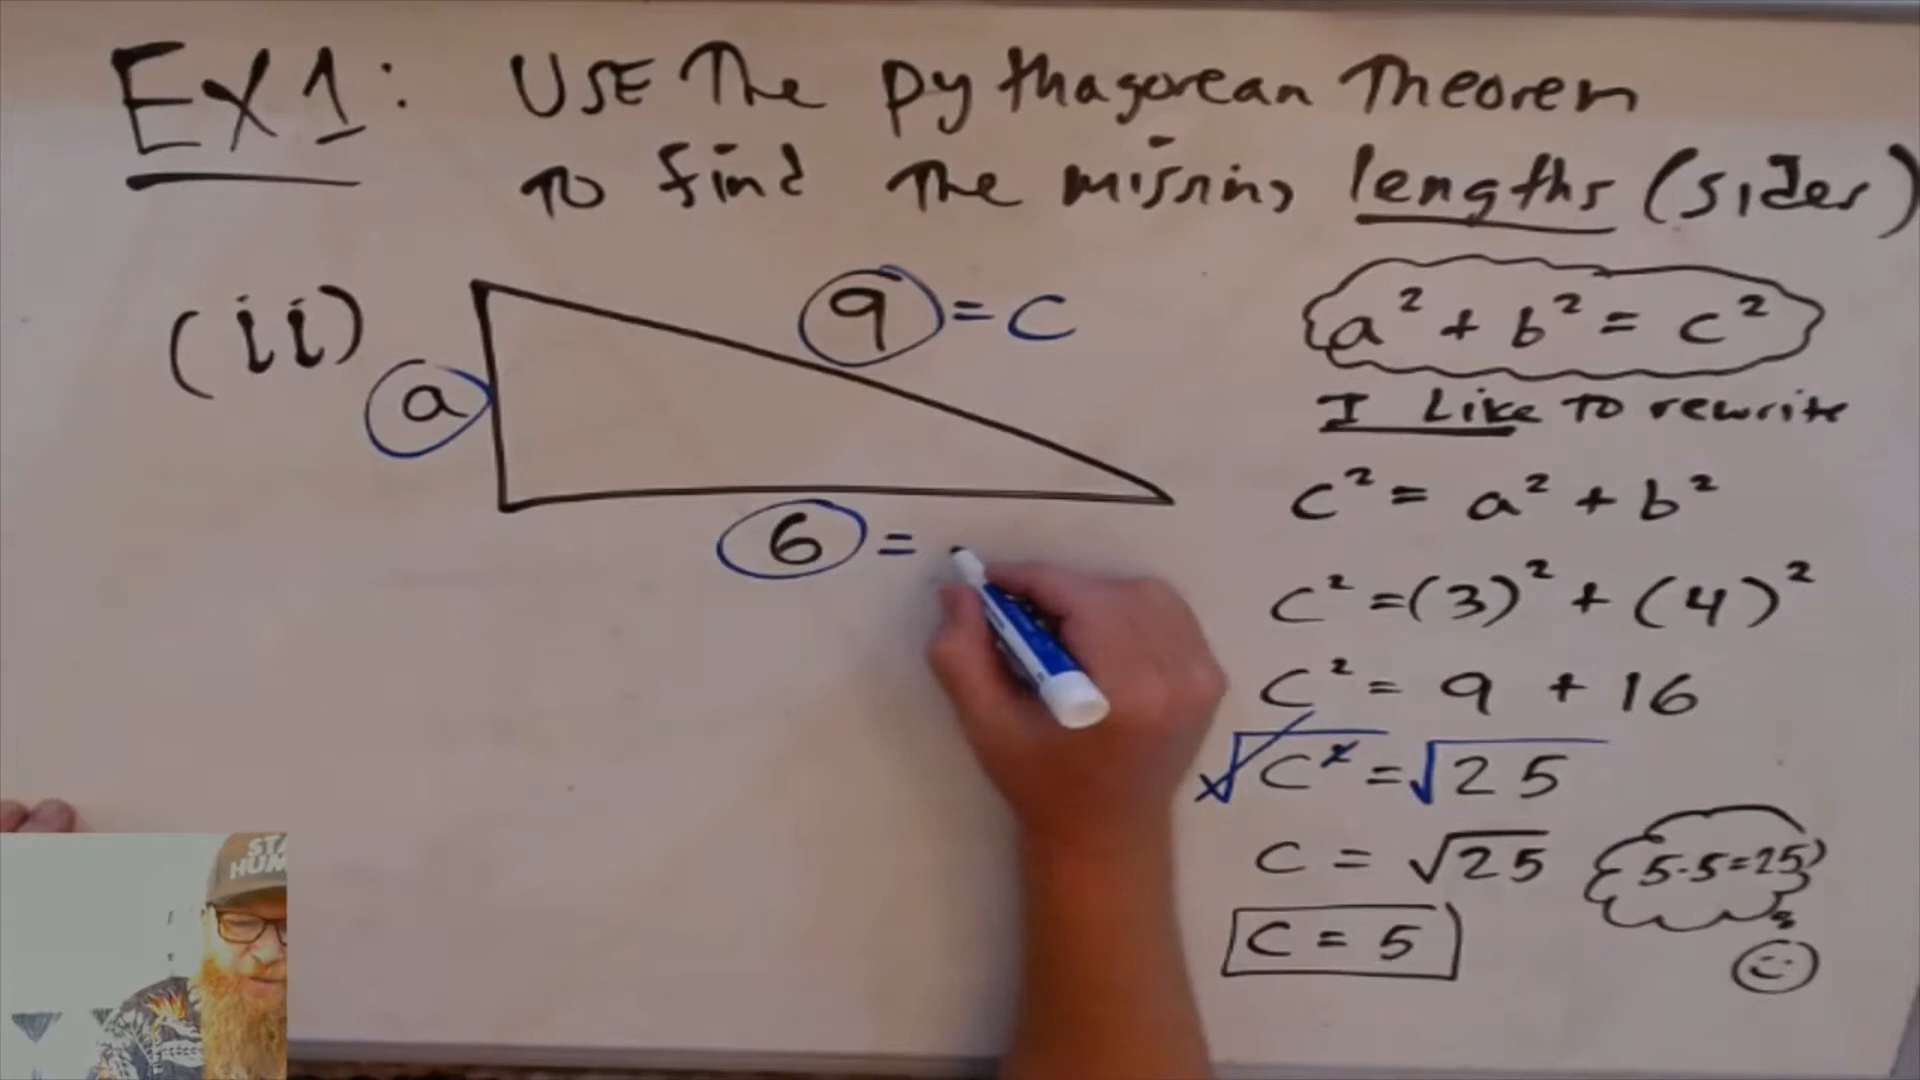 Ex 1: USE The pythagorean Theorem
To find The missing lengths (sides)
(ii)
9 = c
a
6 =
a² + b² = c²
I Like To rewrite
c² = a² + b²
c² = (3)² + (4)²
c² = 9 + 16
√c² = √25
c = √25
5·5=25
c = 5
STA
HUM